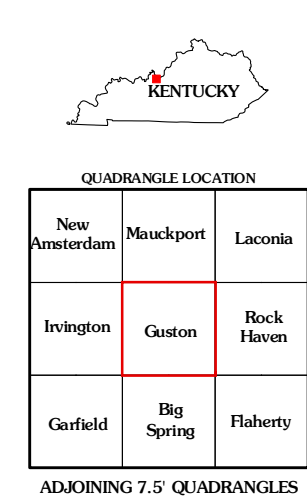 KENTUCKY
QUADRANGLE LOCATION
New
Amsterdam
Mauckport
Laconia
Irvington
Guston
Rock
Haven
Garfield
Big
Spring
Flaherty
ADJOINING 7.5' QUADRANGLES